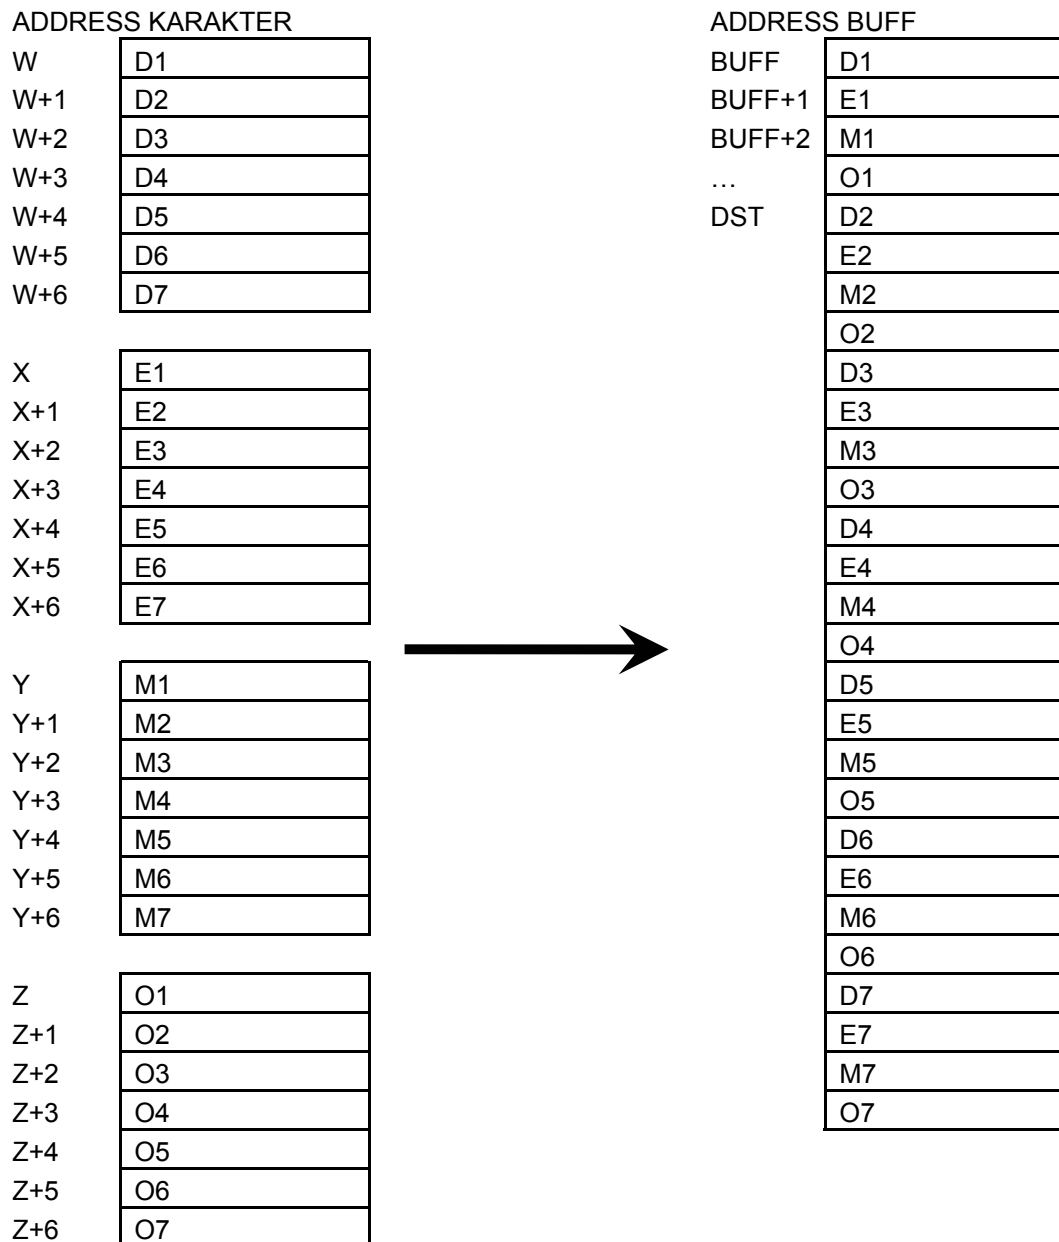 ADDRESS KARAKTER
W D1
W+1 D2
W+2 D3
W+3 D4
W+4 D5
W+5 D6
W+6 D7
X E1
X+1 E2
X+2 E3
X+3 E4
X+4 E5
X+5 E6
X+6 E7
Y M1
Y+1 M2
Y+2 M3
Y+3 M4
Y+4 M5
Y+5 M6
Y+6 M7
Z O1
Z+1 O2
Z+2 O3
Z+3 O4
Z+4 O5
Z+5 O6
Z+6 O7
ADDRESS BUFF
BUFF D1
BUFF+1 E1
BUFF+2 M1
… O1
DST D2
E2
M2
O2
D3
E3
M3
O3
D4
E4
M4
O4
D5
E5
M5
O5
D6
E6
M6
O6
D7
E7
M7
O7